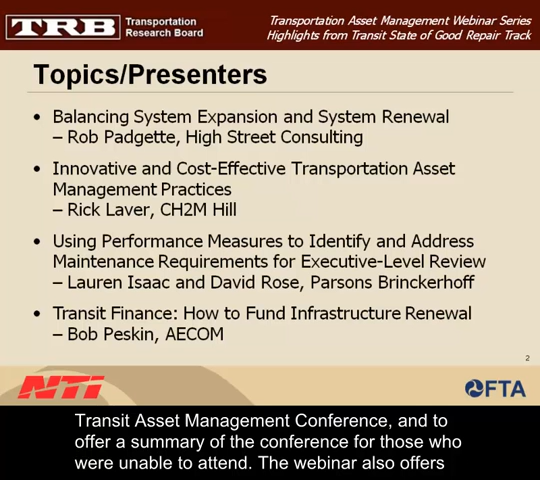 TRB
Transportation
Research Board
Transportation Asset Management Webinar Series
Highlights from Transit State of Good Repair Track
Topics/Presenters
• Balancing System Expansion and System Renewal
– Rob Padgette, High Street Consulting
• Innovative and Cost-Effective Transportation Asset
Management Practices
– Rick Laver, CH2M Hill
• Using Performance Measures to Identify and Address
Maintenance Requirements for Executive-Level Review
– Lauren Isaac and David Rose, Parsons Brinckerhoff
• Transit Finance: How to Fund Infrastructure Renewal
– Bob Peskin, AECOM
2
NTI
FTA
Transit Asset Management Conference, and to
offer a summary of the conference for those who
were unable to attend. The webinar also offers